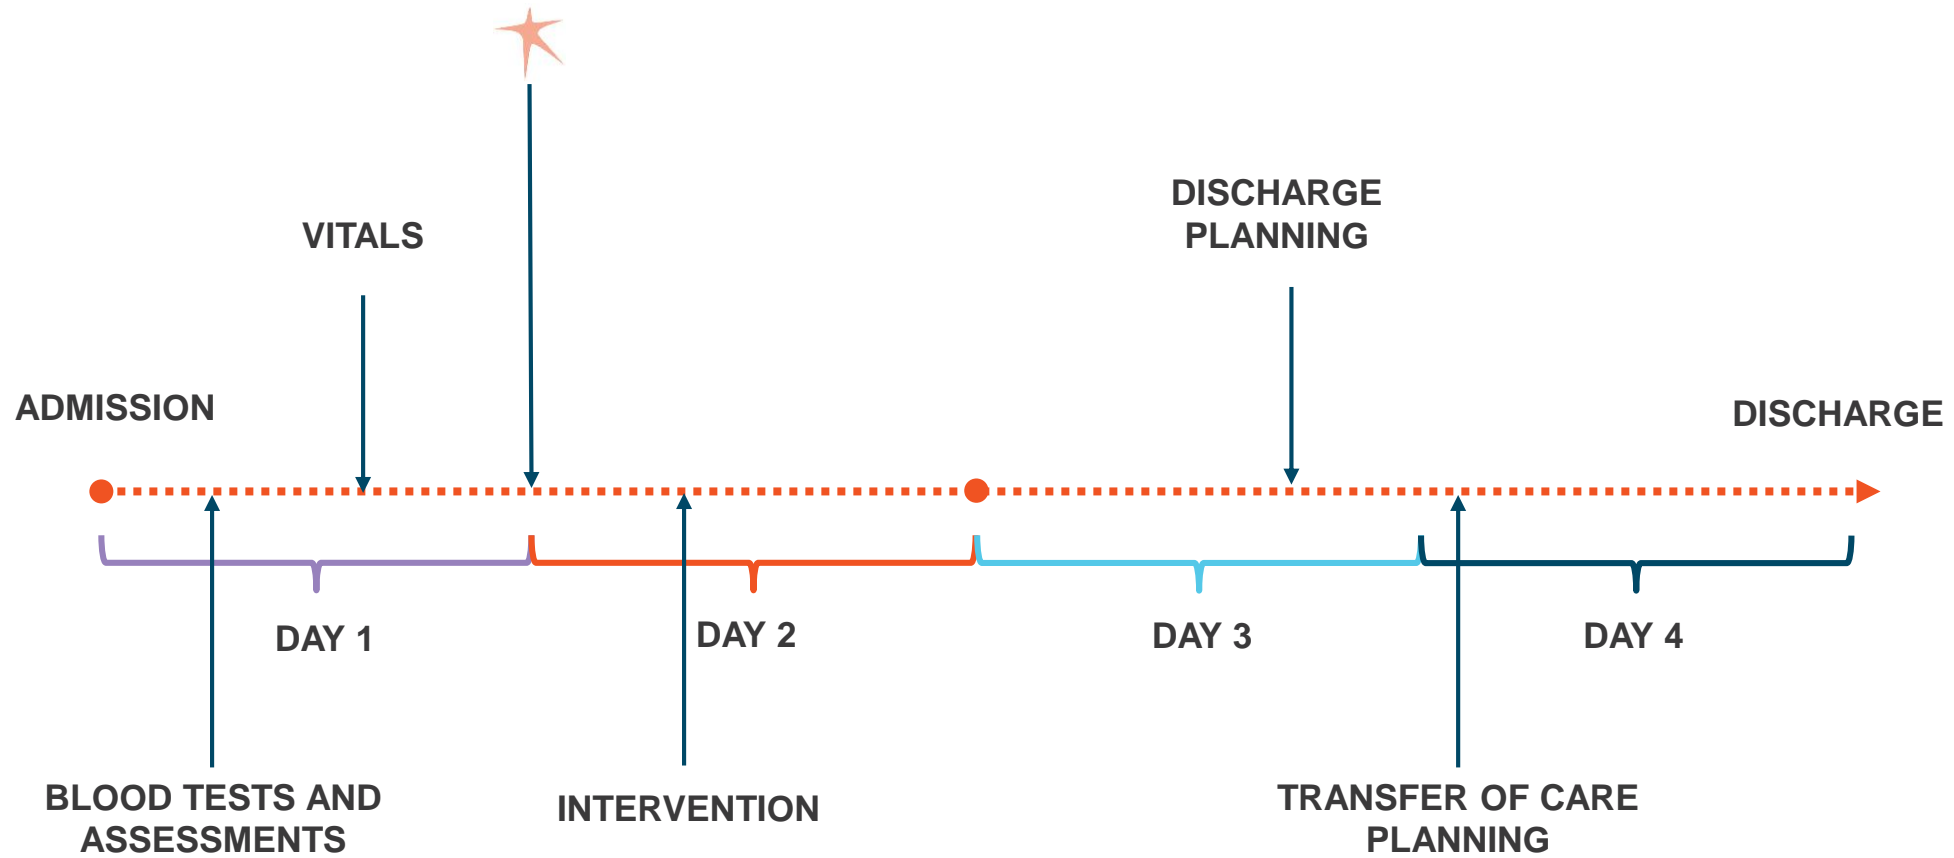 DISCHARGE
PLANNING
VITALS
ADMISSION
DISCHARGE
DAY 1
DAY 2
DAY 3
DAY 4
BLOOD TESTS AND
ASSESSMENTS
INTERVENTION
TRANSFER OF CARE
PLANNING